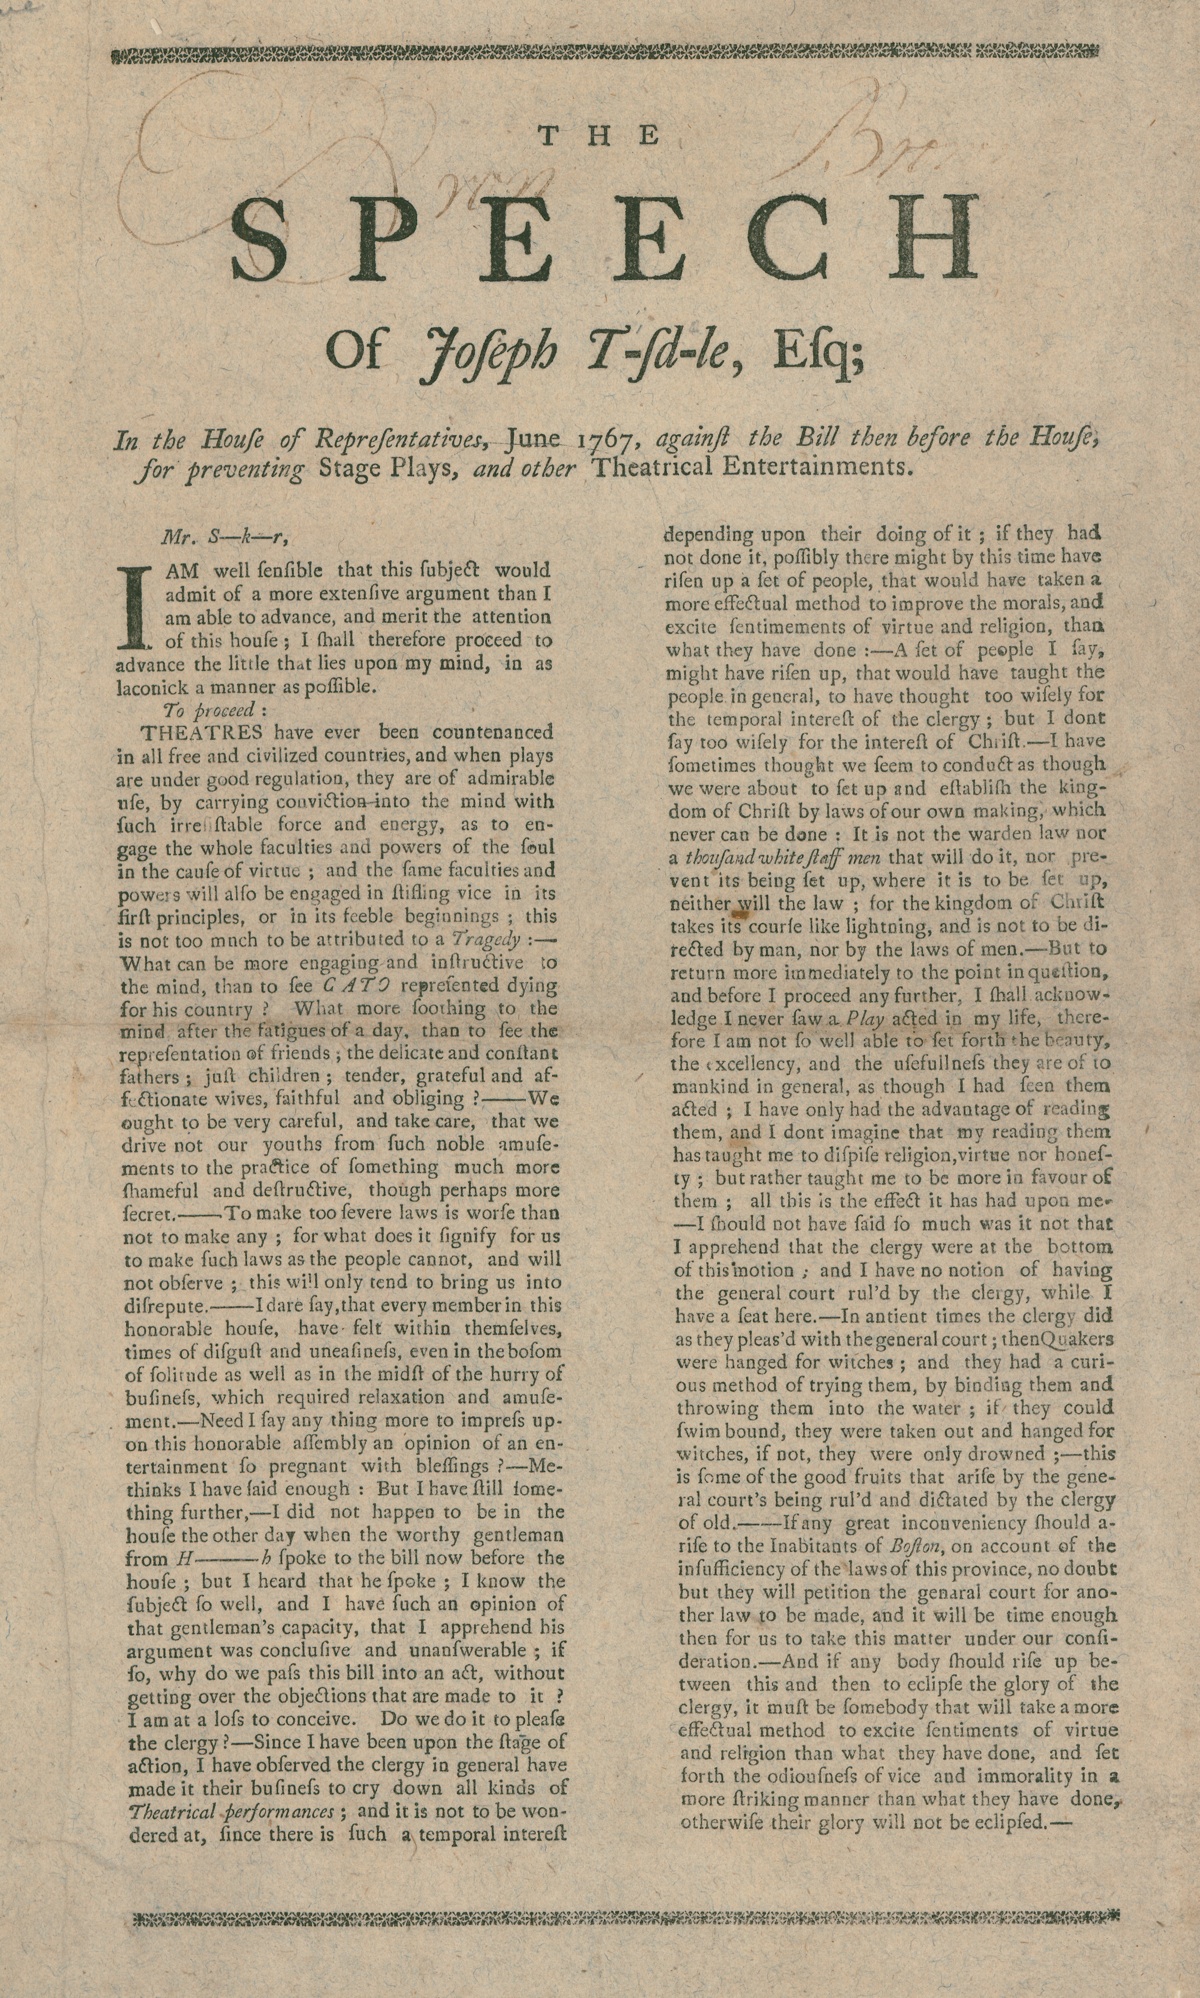 THE
SPEECH
Of Joſeph T-ſd-le, Eſq;
In the Houſe of Repreſentatives, June 1767, againſt the Bill then before the Houſe,
for preventing Stage Plays, and other Theatrical Entertainments.
Mr. S—k—r,
I AM well ſenſible that this ſubject would
admit of a more extenſive argument than I
am able to advance, and merit the attention
of this houſe ; I ſhall therefore proceed to
advance the little that lies upon my mind, in as
laconick a manner as poſſible.
To proceed :
THEATRES have ever been countenanced
in all free and civilized countries, and when plays
are under good regulation, they are of admirable
uſe, by carrying conviction into the mind with
ſuch irreſiſtable force and energy, as to en-
gage the whole faculties and powers of the ſoul
in the cauſe of virtue ; and the ſame faculties and
powers will alſo be engaged in ſtifling vice in its
firſt principles, or in its feeble beginnings ; this
is not too mnch to be attributed to a Tragedy :—
What can be more engaging and inſtructive to
the mind, than to ſee CATO repreſented dying
for his country ? What more ſoothing to the
mind after the fatigues of a day, than to ſee the
repreſentation of friends ; the delicate and conſtant
fathers ; juſt children ; tender, grateful and af-
fectionate wives, faithful and obliging ?——We
ought to be very careful, and take care, that we
drive not our youths from ſuch noble amuſe-
ments to the practice of ſomething much more
ſhameful and deſtructive, though perhaps more
ſecret.——To make too ſevere laws is worſe than
not to make any ; for what does it ſignify for us
to make ſuch laws as the people cannot, and will
not obſerve ; this will only tend to bring us into
diſrepute.——I dare ſay, that every member in this
honorable houſe, have felt within themſelves,
times of diſguſt and uneaſineſs, even in the boſom
of ſolitude as well as in the midſt of the hurry of
buſineſs, which required relaxation and amuſe-
ment.—Need I ſay any thing more to impreſs up-
on this honorable aſſembly an opinion of an en-
tertainment ſo pregnant with bleſſings ?—Me-
thinks I have ſaid enough : But I have ſtill ſome-
thing further,—I did not happen to be in the
houſe the other day when the worthy gentleman
from H———h ſpoke to the bill now before the
houſe ; but I heard that he ſpoke ; I know the
ſubject ſo well, and I have ſuch an opinion of
that gentleman's capacity, that I apprehend his
argument was concluſive and unanſwerable ; if
ſo, why do we paſs this bill into an act, without
getting over the objections that are made to it ?
I am at a loſs to conceive. Do we do it to pleaſe
the clergy ?—Since I have been upon the ſtage of
action, I have obſerved the clergy in general have
made it their buſineſs to cry down all kinds of
Theatrical performances ; and it is not to be won-
dered at, ſince there is ſuch a temporal intereſt
depending upon their doing of it ; if they had
not done it, poſſibly there might by this time have
riſen up a ſet of people, that would have taken a
more effectual method to improve the morals, and
excite ſentimements of virtue and religion, than
what they have done :—A ſet of people I ſay,
might have riſen up, that would have taught the
people in general, to have thought too wiſely for
the temporal intereſt of the clergy ; but I dont
ſay too wiſely for the intereſt of Chriſt.—I have
ſometimes thought we ſeem to conduct as though
we were about to ſet up and eſtabliſh the king-
dom of Chriſt by laws of our own making, which
never can be done : It is not the warden law nor
a thouſand white ſtaff men that will do it, nor pre-
vent its being ſet up, where it is to be ſet up,
neither will the law ; for the kingdom of Chriſt
takes its courſe like lightning, and is not to be di-
rected by man, nor by the laws of men.—But to
return more immediately to the point in queſtion,
and before I proceed any further, I ſhall acknow-
ledge I never ſaw a Play acted in my life, there-
fore I am not ſo well able to ſet forth the beauty,
the excellency, and the uſefullneſs they are of to
mankind in general, as though I had ſeen them
acted ; I have only had the advantage of reading
them, and I dont imagine that my reading them
has taught me to diſpiſe religion, virtue nor honeſ-
ty ; but rather taught me to be more in favour of
them ; all this is the effect it has had upon me-
—I ſhould not have ſaid ſo much was it not that
I apprehend that the clergy were at the bottom
of this motion ; and I have no notion of having
the general court rul'd by the clergy, while I
have a ſeat here.—In antient times the clergy did
as they pleas'd with the general court ; then Quakers
were hanged for witches ; and they had a curi-
ous method of trying them, by binding them and
throwing them into the water ; if they could
ſwim bound, they were taken out and hanged for
witches, if not, they were only drowned ;—this
is ſome of the good fruits that ariſe by the gene-
ral court's being rul'd and dictated by the clergy
of old.——If any great inconveniency ſhould a-
riſe to the Inabitants of Boſton, on account of the
inſufficiency of the laws of this province, no doubt
but they will petition the genaral court for ano-
ther law to be made, and it will be time enough
then for us to take this matter under our conſi-
deration.—And if any body ſhould riſe up be-
tween this and then to eclipſe the glory of the
clergy, it muſt be ſomebody that will take a more
effectual method to excite ſentiments of virtue
and religion than what they have done, and ſet
forth the odiouſneſs of vice and immorality in a
more ſtriking manner than what they have done,
otherwiſe their glory will not be eclipſed.—